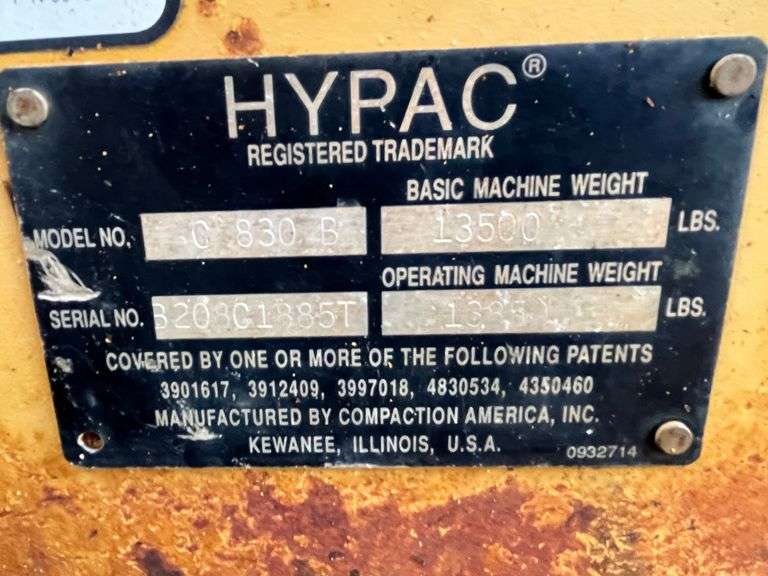 HYPAC®
REGISTERED TRADEMARK
BASIC MACHINE WEIGHT
MODEL NO. C 830 B 13500 LBS.
OPERATING MACHINE WEIGHT
SERIAL NO. LBS.
COVERED BY ONE OR MORE OF THE FOLLOWING PATENTS
3901617, 3912409, 3997018, 4830534, 4350460
MANUFACTURED BY COMPACTION AMERICA, INC.
KEWANEE, ILLINOIS, U.S.A.
0932714